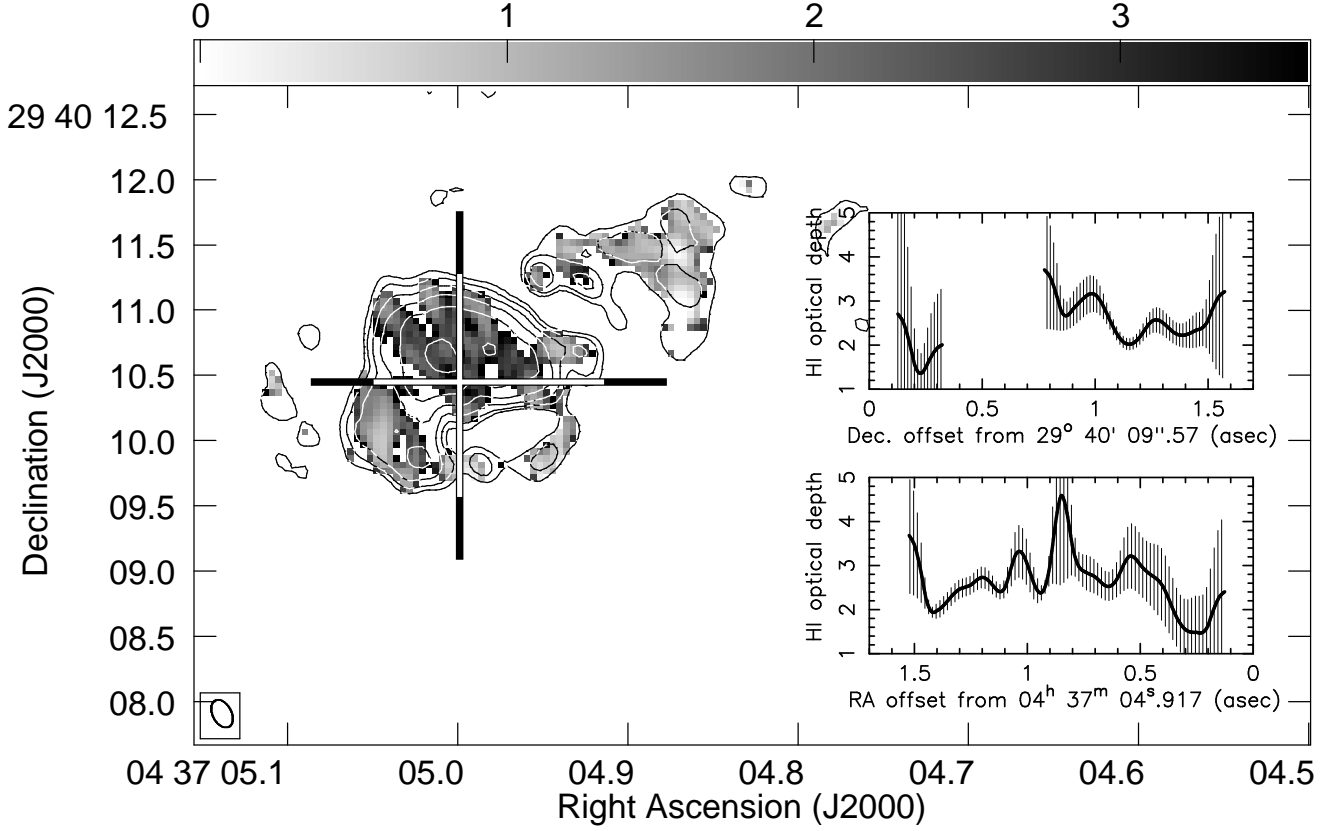 0 1 2 3
29 40 12.5
12.0
11.5
11.0
10.5
10.0
09.5
09.0
08.5
08.0
Declination (J2000)
04 37 05.1 05.0 04.9 04.8 04.7 04.6 04.5
Right Ascension (J2000)
HI optical depth
5
4
3
2
1
0 0.5 1 1.5
Dec. offset from 29° 40' 09".57 (asec)
HI optical depth
5
4
3
2
1
1.5 1 0.5 0
RA offset from 04ʰ 37ᵐ 04ˢ.917 (asec)